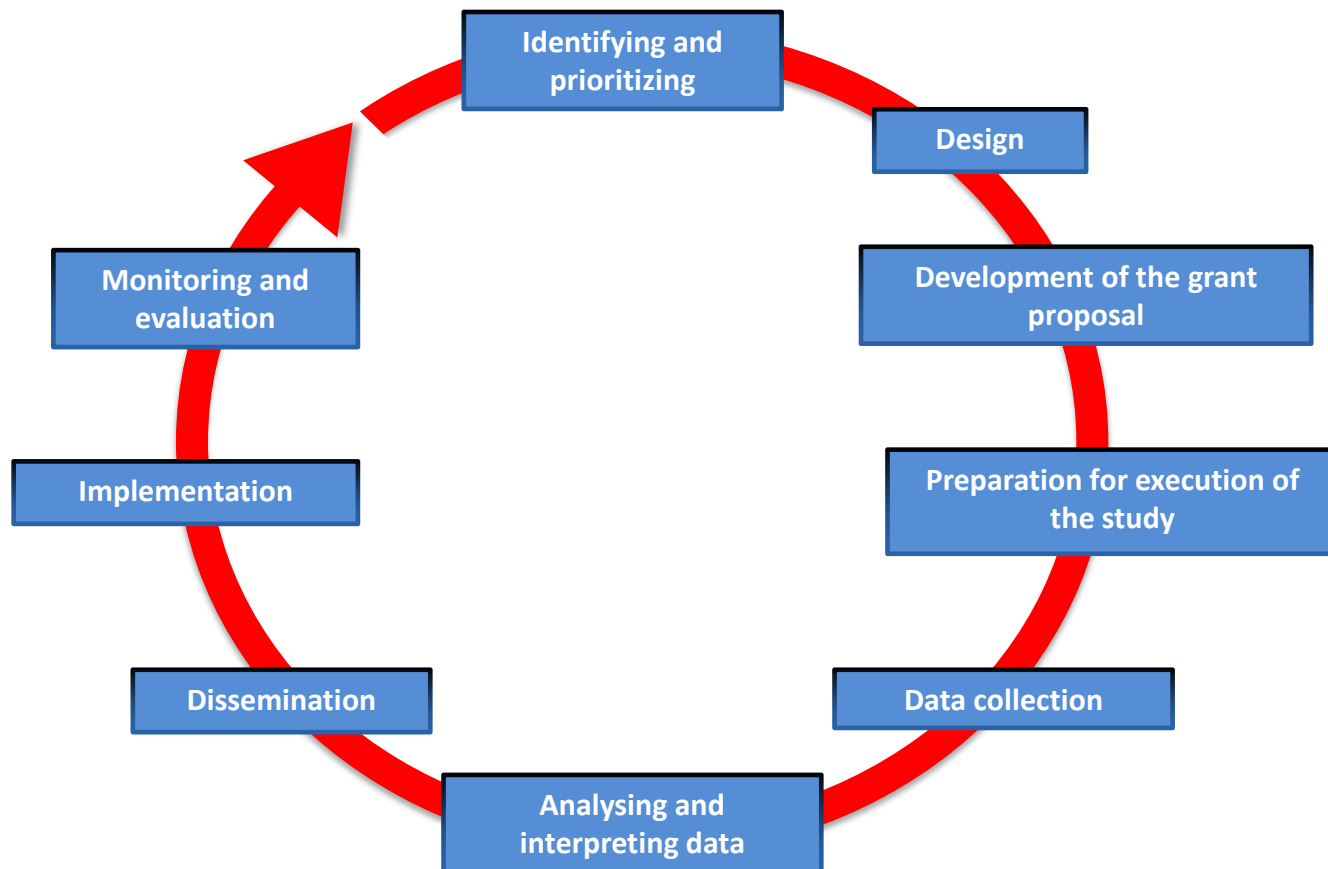 Identifying and
prioritizing
Design
Development of the grant
proposal
Preparation for execution of
the study
Data collection
Analysing and
interpreting data
Dissemination
Implementation
Monitoring and
evaluation